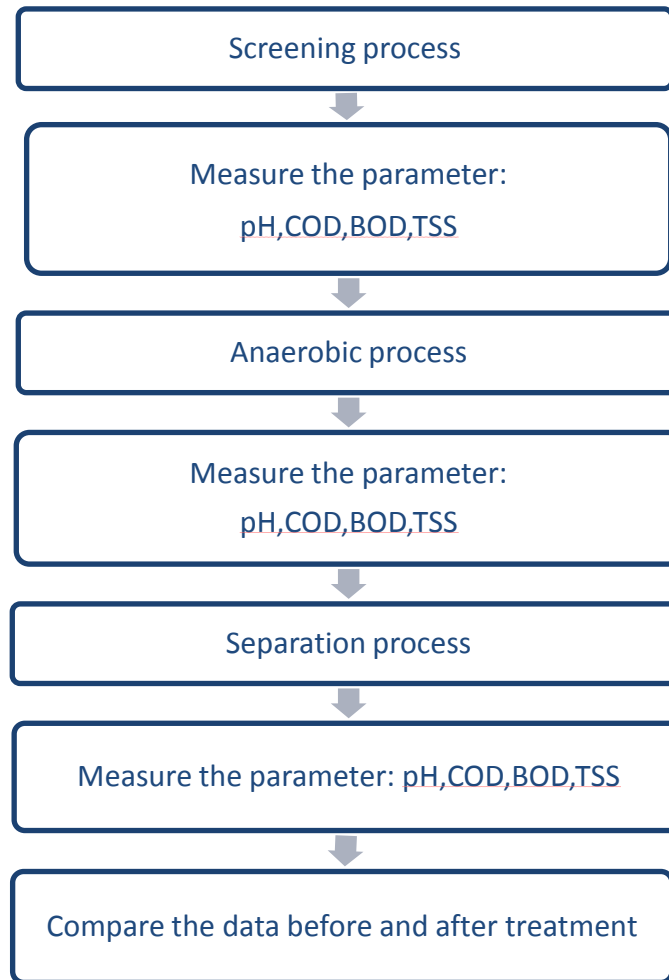 Screening process
Measure the parameter:
pH,COD,BOD,TSS
Anaerobic process
Measure the parameter:
pH,COD,BOD,TSS
Separation process
Measure the parameter: pH,COD,BOD,TSS
Compare the data before and after treatment